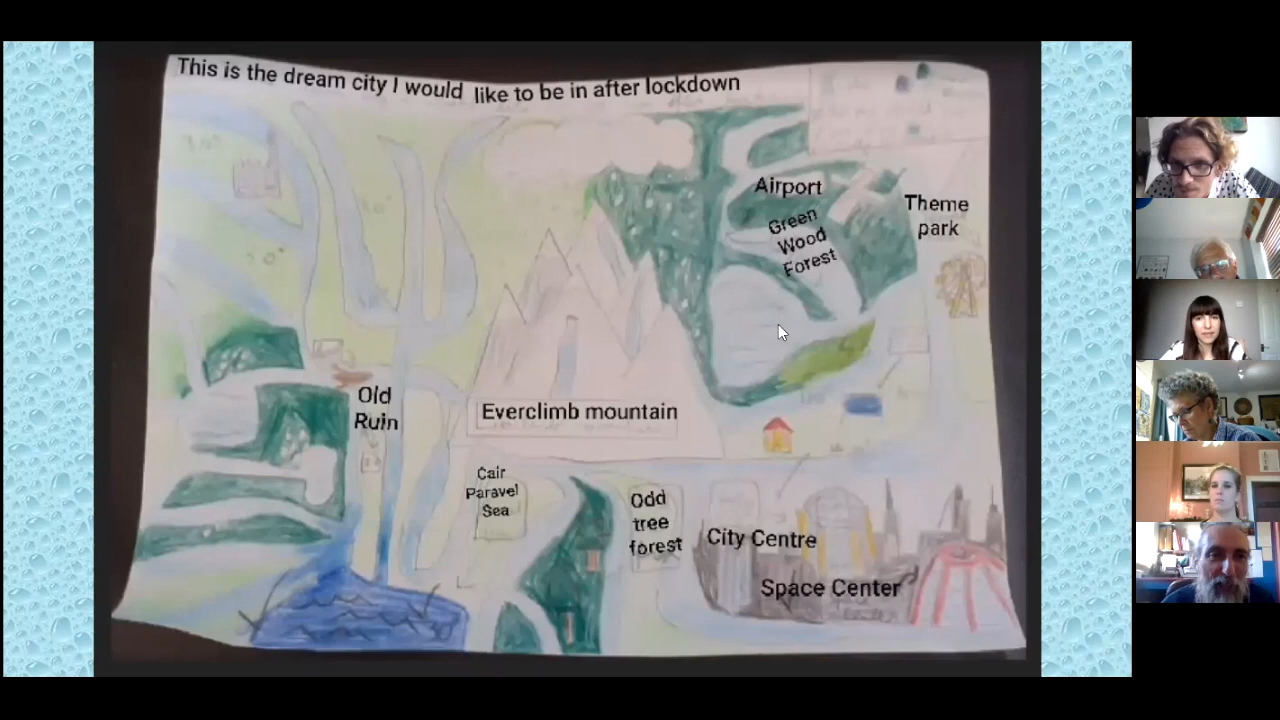 This is the dream city I would like to be in after lockdown
Airport
Green
Wood
Forest
Theme
park
Old
Ruin
Everclimb mountain
Cair
Paravel
Sea
Odd
tree
forest
City Centre
Space Center